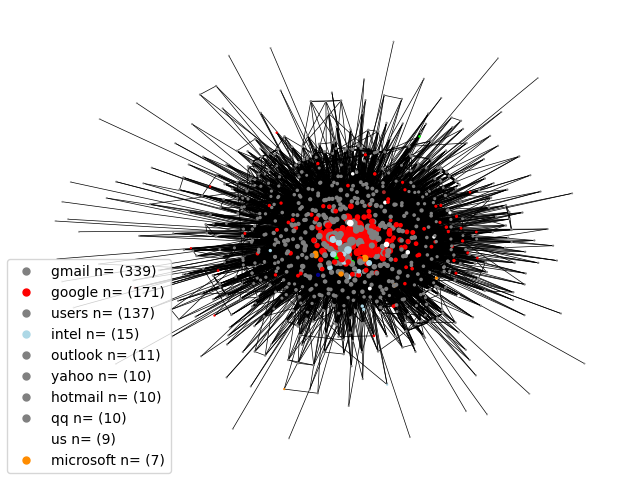 gmail n= (339)
google n= (171)
users n= (137)
intel n= (15)
outlook n= (11)
yahoo n= (10)
hotmail n= (10)
qq n= (10)
us n= (9)
microsoft n= (7)